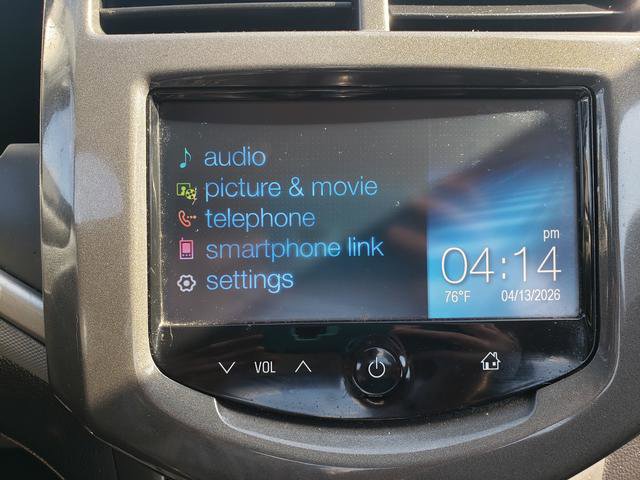 audio
picture & movie
telephone
smartphone link
settings
pm
04:14
76°F 04/13/2026
VOL